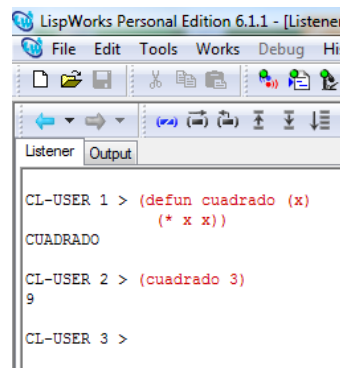 LispWorks Personal Edition 6.1.1 - [Listener
File Edit Tools Works Debug Hi
Listener Output
CL-USER 1 > (defun cuadrado (x)
(* x x))
CUADRADO
CL-USER 2 > (cuadrado 3)
9
CL-USER 3 >